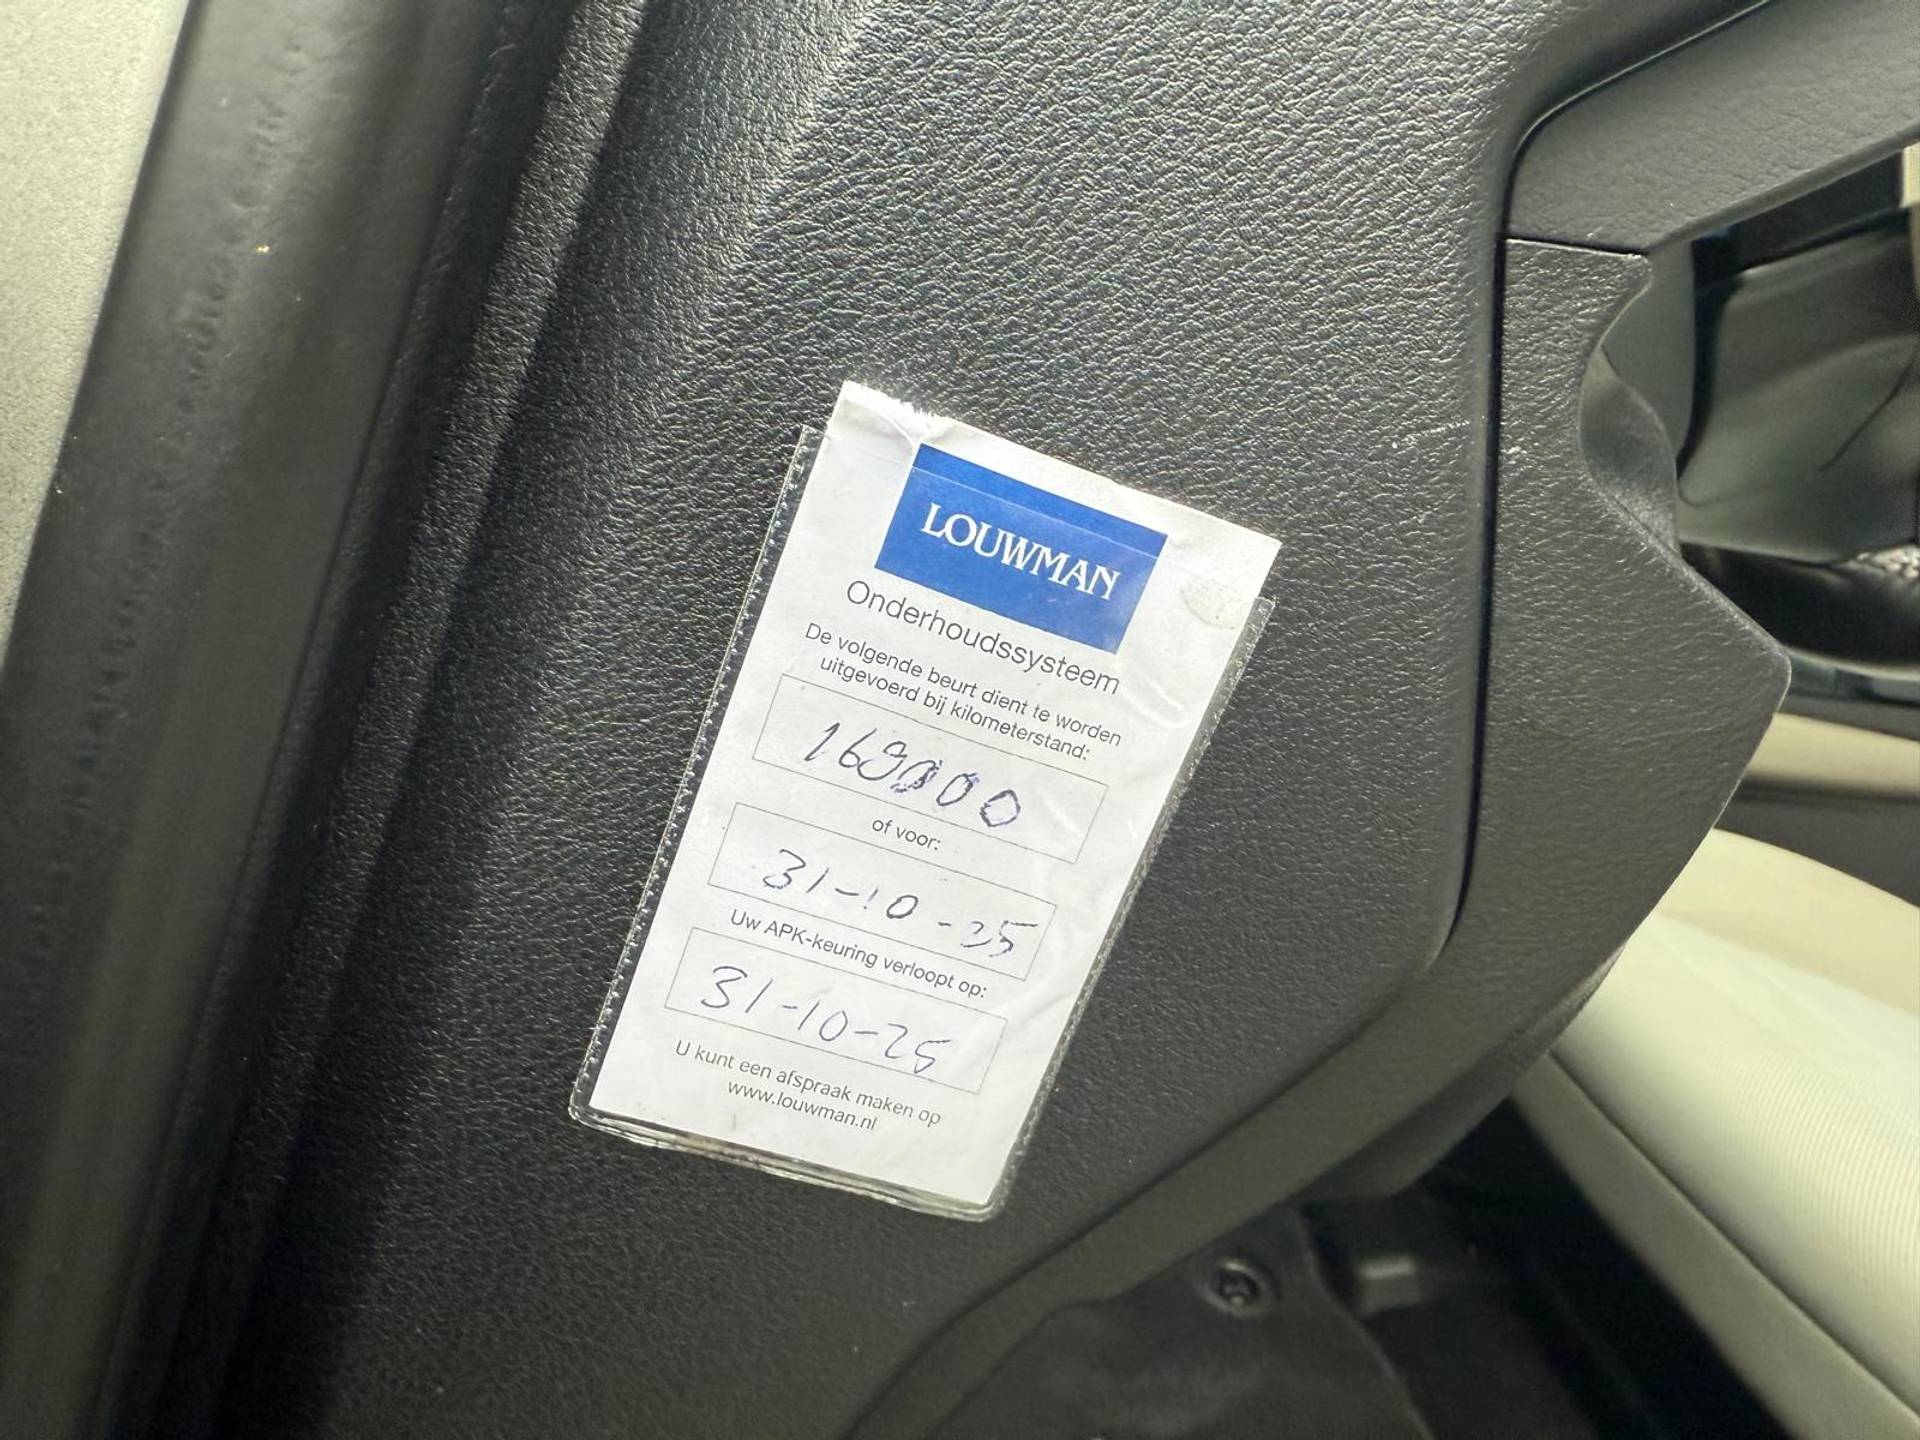 LOUWMAN
Onderhoudssysteem
De volgende beurt dient te worden
uitgevoerd bij kilometerstand:
169000
of voor:
31-10-25
Uw APK-keuring verloopt op:
31-10-25
U kunt een afspraak maken op
www.louwman.nl